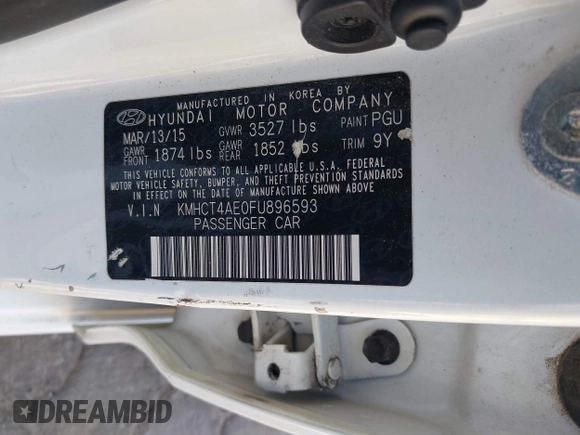 MANUFACTURED IN KOREA BY
HYUNDAI MOTOR COMPANY
MAR/13/15 GVWR 3527 lbs PAINT PGU
GAWR FRONT 1874 lbs GAWR REAR 1852 lbs TRIM 9Y
THIS VEHICLE CONFORMS TO ALL APPLICABLE U.S.A. FEDERAL
MOTOR VEHICLE SAFETY, BUMPER, AND THEFT PREVENTION STANDARDS
IN EFFECT ON THE DATE OF MANUFACTURE SHOWN ABOVE.
V.I.N KMHCT4AE0FU896593
PASSENGER CAR
DREAMBID